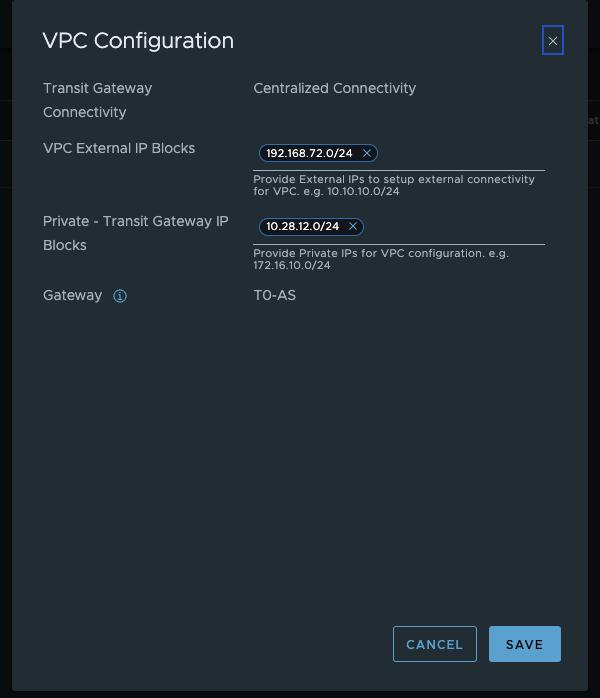 VPC Configuration
Transit Gateway Connectivity
Centralized Connectivity
VPC External IP Blocks
192.168.72.0/24
Provide External IPs to setup external connectivity
for VPC. e.g. 10.10.10.0/24
Private - Transit Gateway IP
Blocks
10.28.12.0/24
Provide Private IPs for VPC configuration. e.g.
172.16.10.0/24
Gateway
T0-AS
at
CANCEL
SAVE